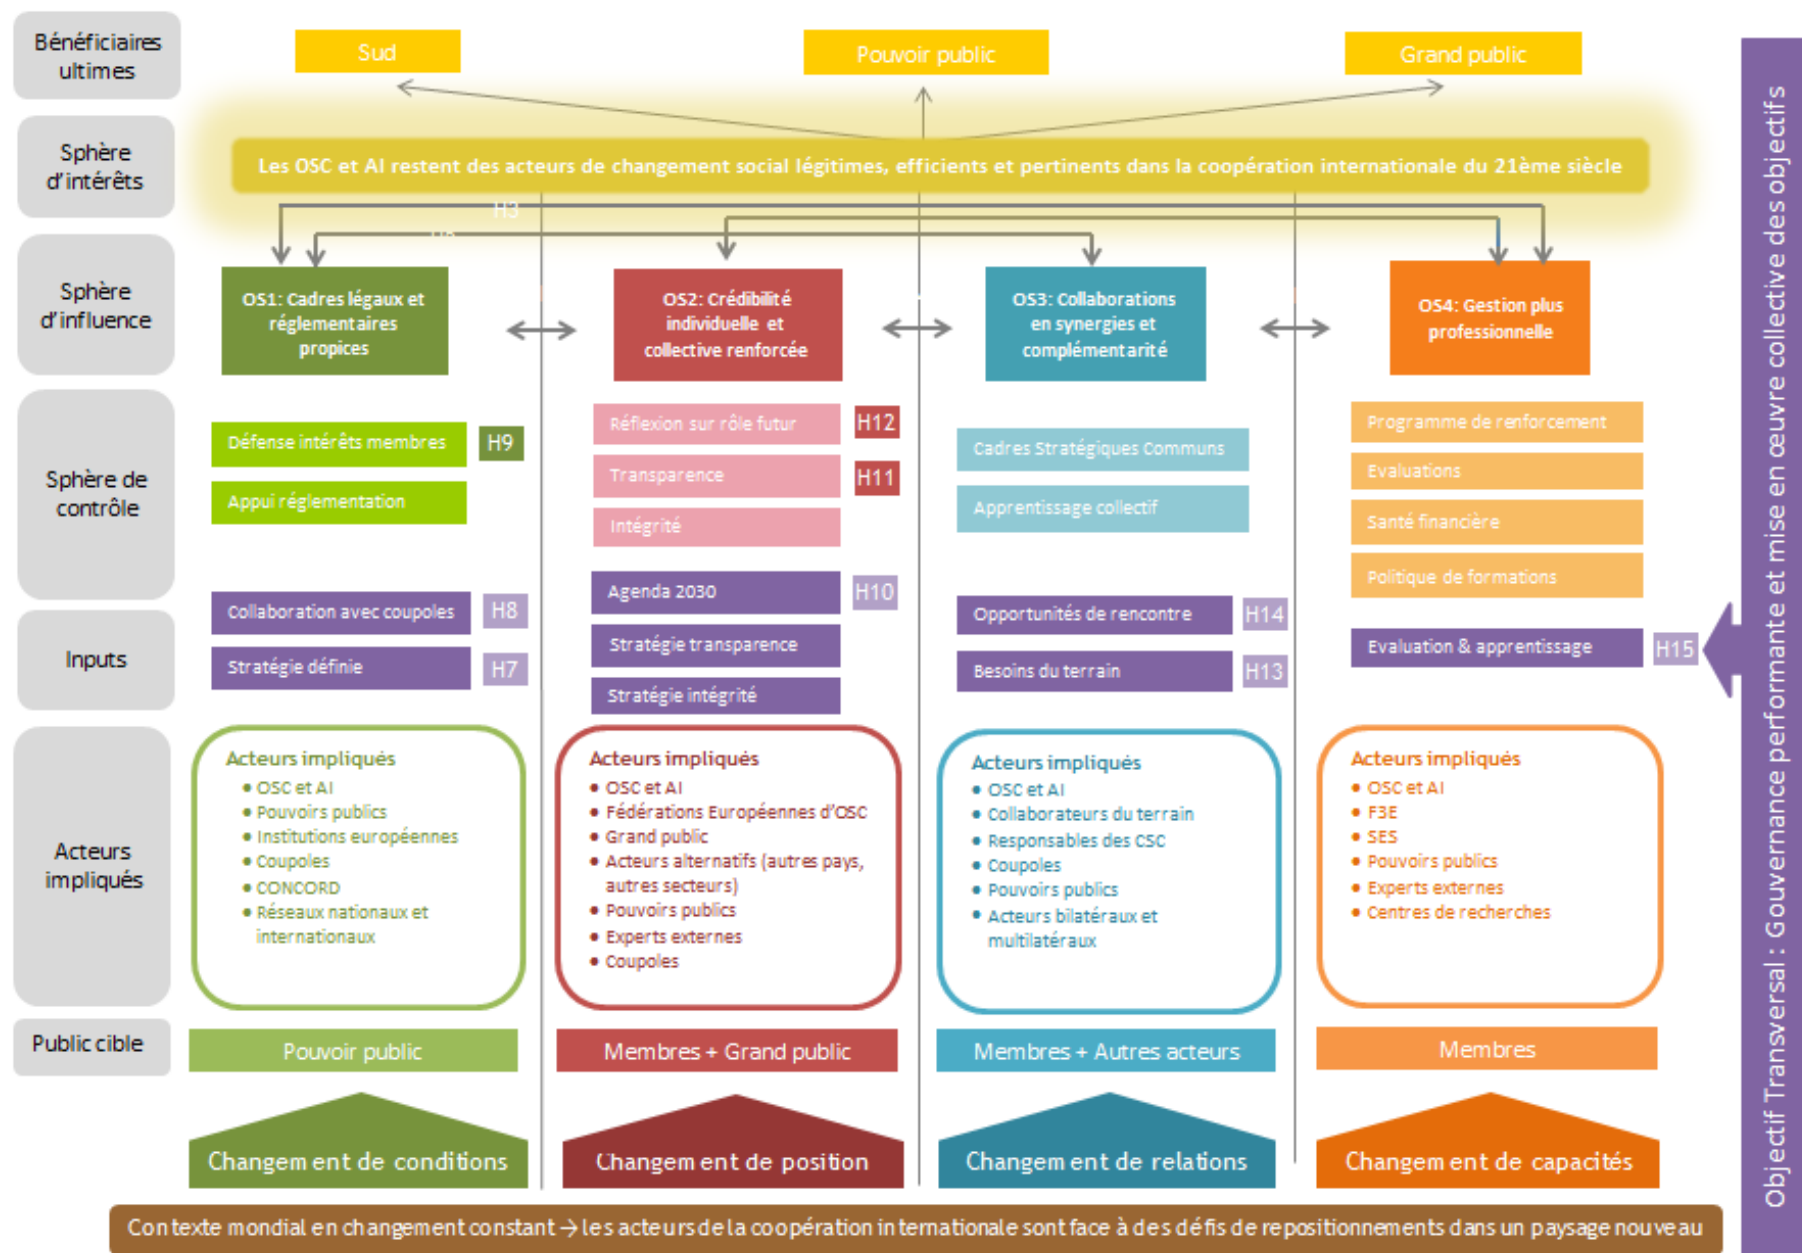 Bénéficiaires
ultimes
Sud
Pouvoir public
Grand public
Sphère
d'intérêts
Les OSC et AI restent des acteurs de changement social légitimes, efficients et pertinents dans la coopération internationale du 21ème siècle
H3
Sphère
d'influence
OS1: Cadres légaux et
réglementaires
propices
OS2: Crédibilité
individuelle et
collective renforcée
OS3: Collaborations
en synergies et
complémentarité
OS4: Gestion plus
professionnelle
Sphère de
contrôle
Défense intérêts membres
H9
Appui réglementation
Réflexion sur rôle futur
H12
Transparence
H11
Intégrité
Cadres Stratégiques Communs
Apprentissage collectif
Programme de renforcement
Evaluations
Santé financière
Politique de formations
Inputs
Collaboration avec coupoles
H8
Stratégie définie
H7
Agenda 2030
H10
Stratégie transparence
Stratégie intégrité
Opportunités de rencontre
H14
Besoins du terrain
H13
Evaluation & apprentissage
H15
Acteurs
impliqués
Acteurs impliqués
• OSC et AI
• Pouvoirs publics
• Institutions européennes
• Coupoles
• CONCORD
• Réseaux nationaux et
internationaux
Acteurs impliqués
• OSC et AI
• Fédérations Européennes d'OSC
• Grand public
• Acteurs alternatifs (autres pays,
autres secteurs)
• Pouvoirs publics
• Experts externes
• Coupoles
Acteurs impliqués
• OSC et AI
• Collaborateurs du terrain
• Responsables des CSC
• Coupoles
• Pouvoirs publics
• Acteurs bilatéraux et
multilatéraux
Acteurs impliqués
• OSC et AI
• F3E
• SES
• Pouvoirs publics
• Experts externes
• Centres de recherches
Public cible
Pouvoir public
Membres + Grand public
Membres + Autres acteurs
Membres
Changement de conditions
Changement de position
Changement de relations
Changement de capacités
Contexte mondial en changement constant → les acteurs de la coopération internationale sont face à des défis de repositionnements dans un paysage nouveau
Objectif Transversal : Gouvernance performante et mise en œuvre collective des objectifs